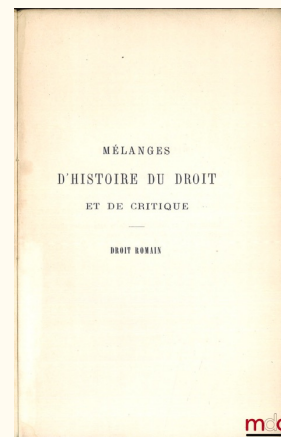 MÉLANGES
D'HISTOIRE DU DROIT
ET DE CRITIQUE
DROIT ROMAIN